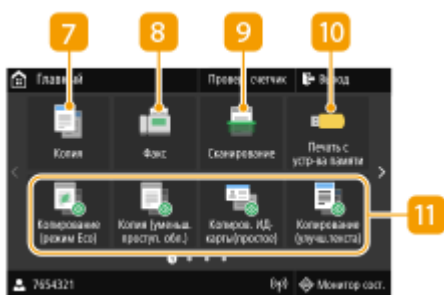 7 8 9 10
Главный Провер. счетчик Выход
Копия Факс Сканирование Печать с
устр-ва памяти
Копирование
(режим Eco)
Копия (уменьш.
проступ. обл.)
Копиров. ИД-
карты(простое)
Копирование
(улучш.текста)
11
7654321 Монитор сост.